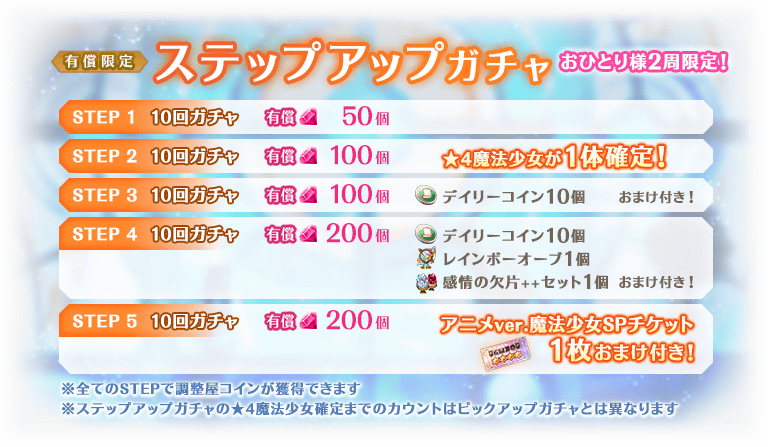 有償限定 ステップアップガチャ おひとり様2周限定！
STEP 1 10回ガチャ 有償 50個
STEP 2 10回ガチャ 有償 100個 ★4魔法少女が1体確定！
STEP 3 10回ガチャ 有償 100個 デイリーコイン10個 おまけ付き！
STEP 4 10回ガチャ 有償 200個 デイリーコイン10個
レインボーオーブ1個
感情の欠片++セット1個 おまけ付き！
STEP 5 10回ガチャ 有償 200個 アニメver.魔法少女SPチケット
1枚おまけ付き！
※全てのSTEPで調整屋コインが獲得できます
※ステップアップガチャの★4魔法少女確定までのカウントはピックアップガチャとは異なります